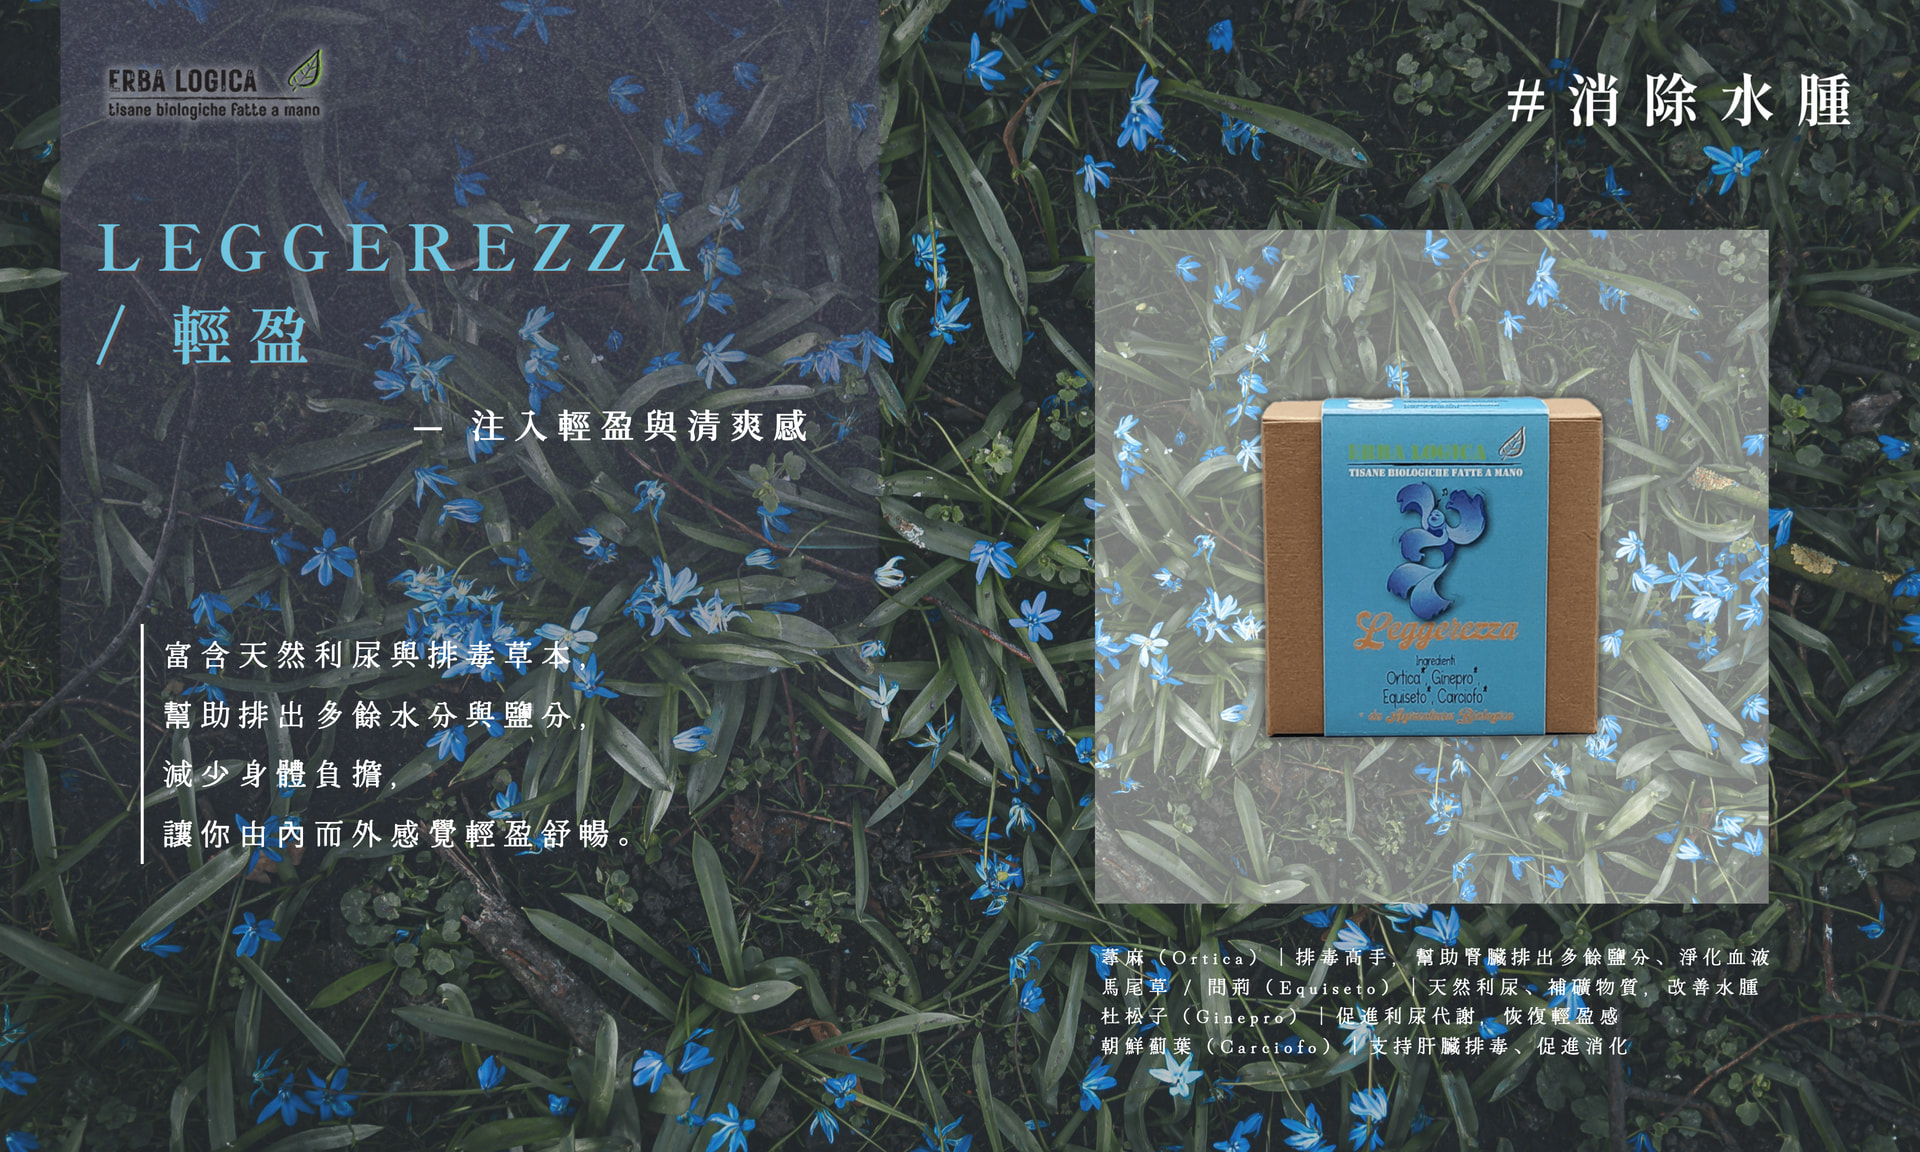 ERBA LOGICA
tisane biologiche fatte a mano
#消除水腫
LEGGEREZZA
/ 輕盈
— 注入輕盈與清爽感
富含天然利尿與排毒草本,
幫助排出多餘水分與鹽分,
減少身體負擔,
讓你由內而外感覺輕盈舒暢。
ERBA LOGICA
TISANE BIOLOGICHE FATTE A MANO
Leggerezza
Ingredienti
Ortica*, Ginepro*,
Equiseto*, Carciofo*
* da Agricoltura Biologica
蕁麻（Ortica）｜排毒高手, 幫助腎臟排出多餘鹽分、淨化血液
馬尾草 / 問荊（Equiseto）｜天然利尿、補礦物質, 改善水腫
杜松子（Ginepro）｜促進利尿代謝, 恢復輕盈感
朝鮮薊葉（Carciofo）｜支持肝臟排毒、促進消化